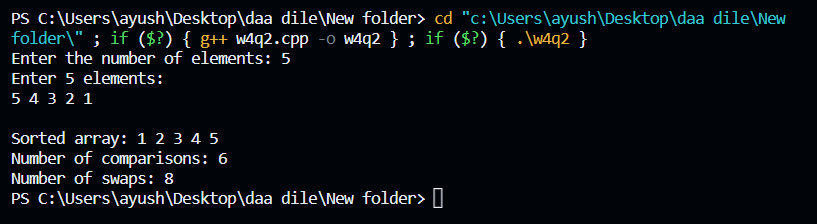 PS C:\Users\ayush\Desktop\daa dile\New folder> cd "c:\Users\ayush\Desktop\daa dile\New
folder\" ; if ($?) { g++ w4q2.cpp -o w4q2 } ; if ($?) { .\w4q2 }
Enter the number of elements: 5
Enter 5 elements:
5 4 3 2 1
Sorted array: 1 2 3 4 5
Number of comparisons: 6
Number of swaps: 8
PS C:\Users\ayush\Desktop\daa dile\New folder>